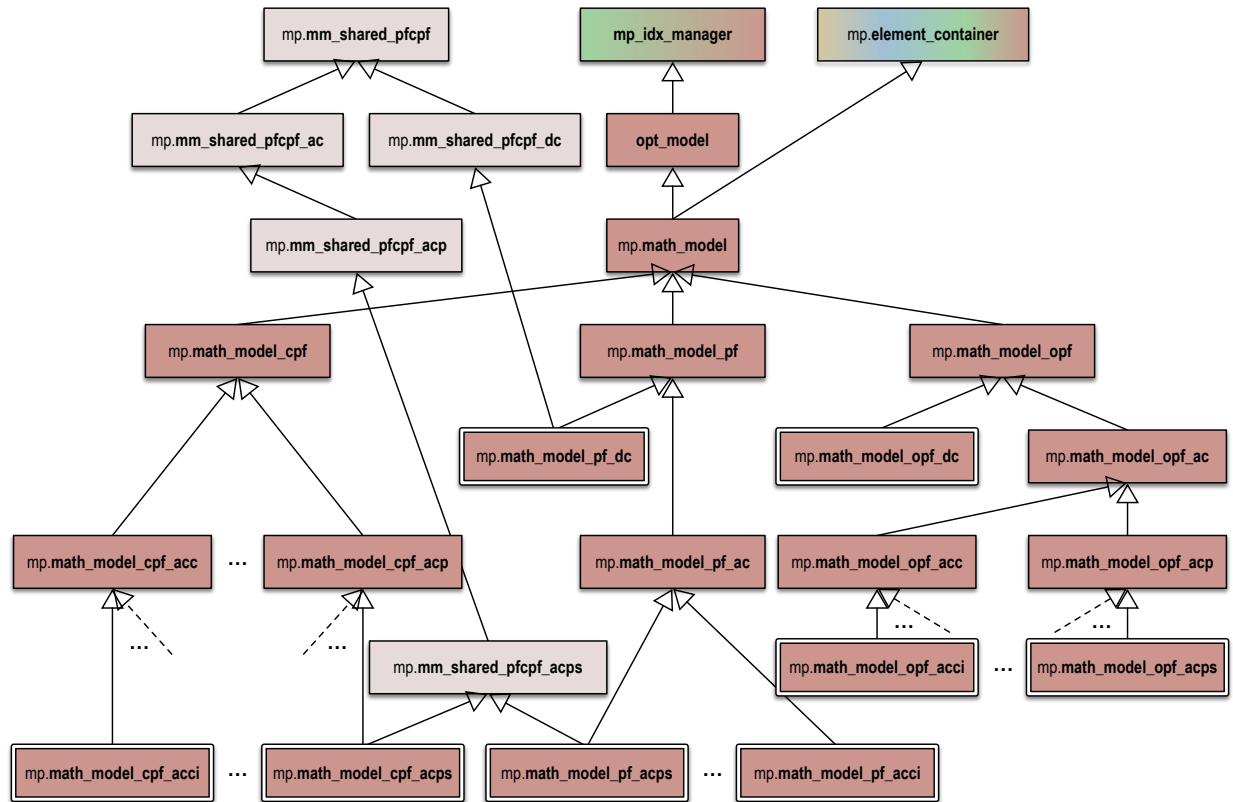 mp.mm_shared_pfcpf
mp_idx_manager
mp.element_container
mp.mm_shared_pfcpf_ac
mp.mm_shared_pfcpf_dc
opt_model
mp.mm_shared_pfcpf_acp
mp.math_model
mp.math_model_cpf
mp.math_model_pf
mp.math_model_opf
mp.math_model_pf_dc
mp.math_model_opf_dc
mp.math_model_opf_ac
mp.math_model_cpf_acc
...
mp.math_model_cpf_acp
mp.math_model_pf_ac
mp.math_model_opf_acc
mp.math_model_opf_acp
...
...
...
...
mp.mm_shared_pfcpf_acps
mp.math_model_opf_acci
...
mp.math_model_opf_acps
mp.math_model_cpf_acci
...
mp.math_model_cpf_acps
mp.math_model_pf_acps
...
mp.math_model_pf_acci